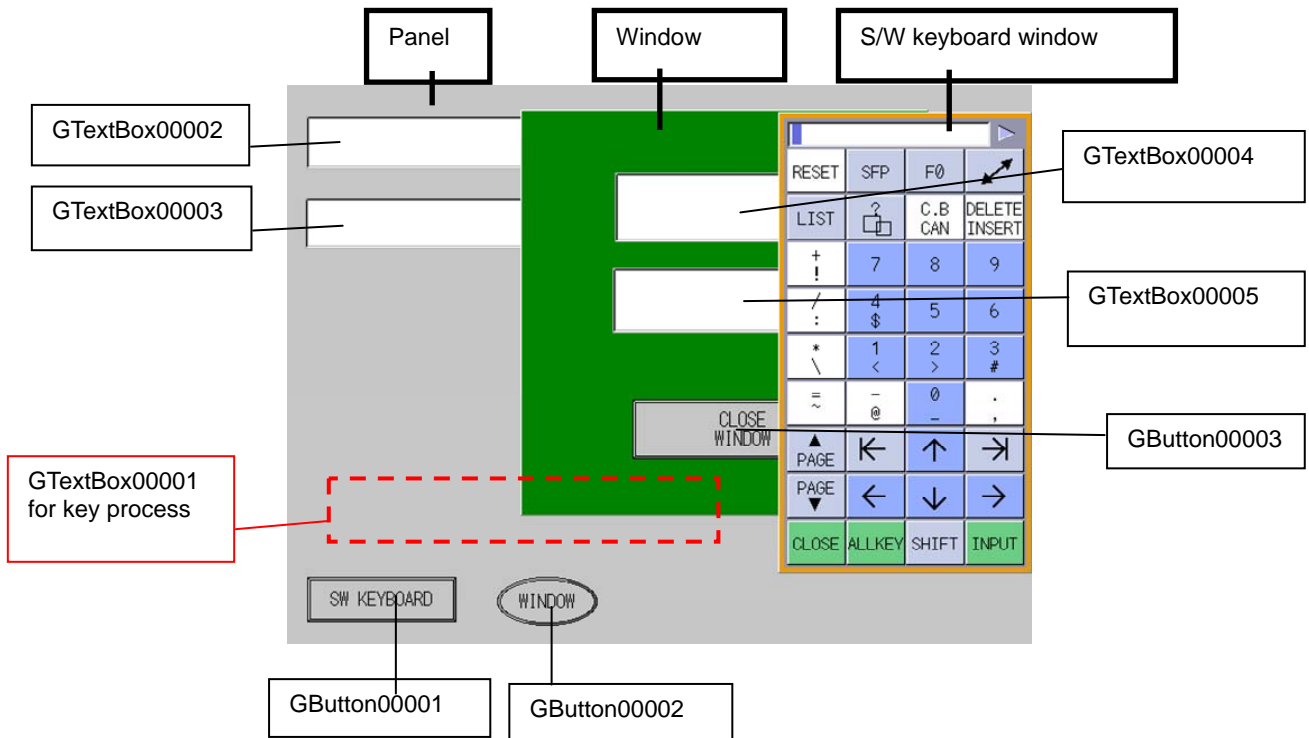 Panel
Window
S/W keyboard window
GTextBox00002
GTextBox00003
GTextBox00004
GTextBox00005
GButton00003
GTextBox00001
for key process
GButton00001
GButton00002
RESET SFP F0
LIST ? C.B CAN DELETE INSERT
+ 7 8 9
!
/ 4 5 6
: $
* 1 2 3
\ < > #
= - 0 .
~ @ _ ,
▲ PAGE
PAGE ▼
CLOSE ALLKEY SHIFT INPUT
CLOSE
WINDOW
SW KEYBOARD
WINDOW